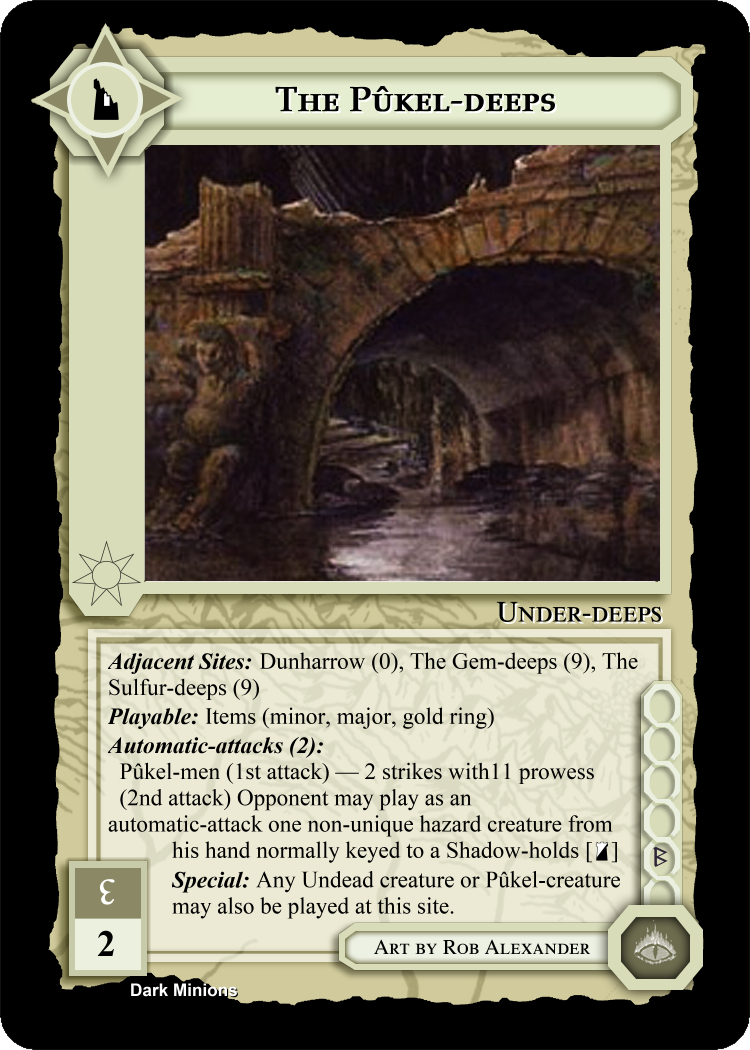 The Pûkel-deeps
Under-deeps
Adjacent Sites: Dunharrow (0), The Gem-deeps (9), The
Sulfur-deeps (9)
Playable: Items (minor, major, gold ring)
Automatic-attacks (2):
Pûkel-men (1st attack) — 2 strikes with11 prowess
(2nd attack) Opponent may play as an
automatic-attack one non-unique hazard creature from
his hand normally keyed to a Shadow-holds [ ]
Special: Any Undead creature or Pûkel-creature
may also be played at this site.
2
Art by Rob Alexander
Dark Minions